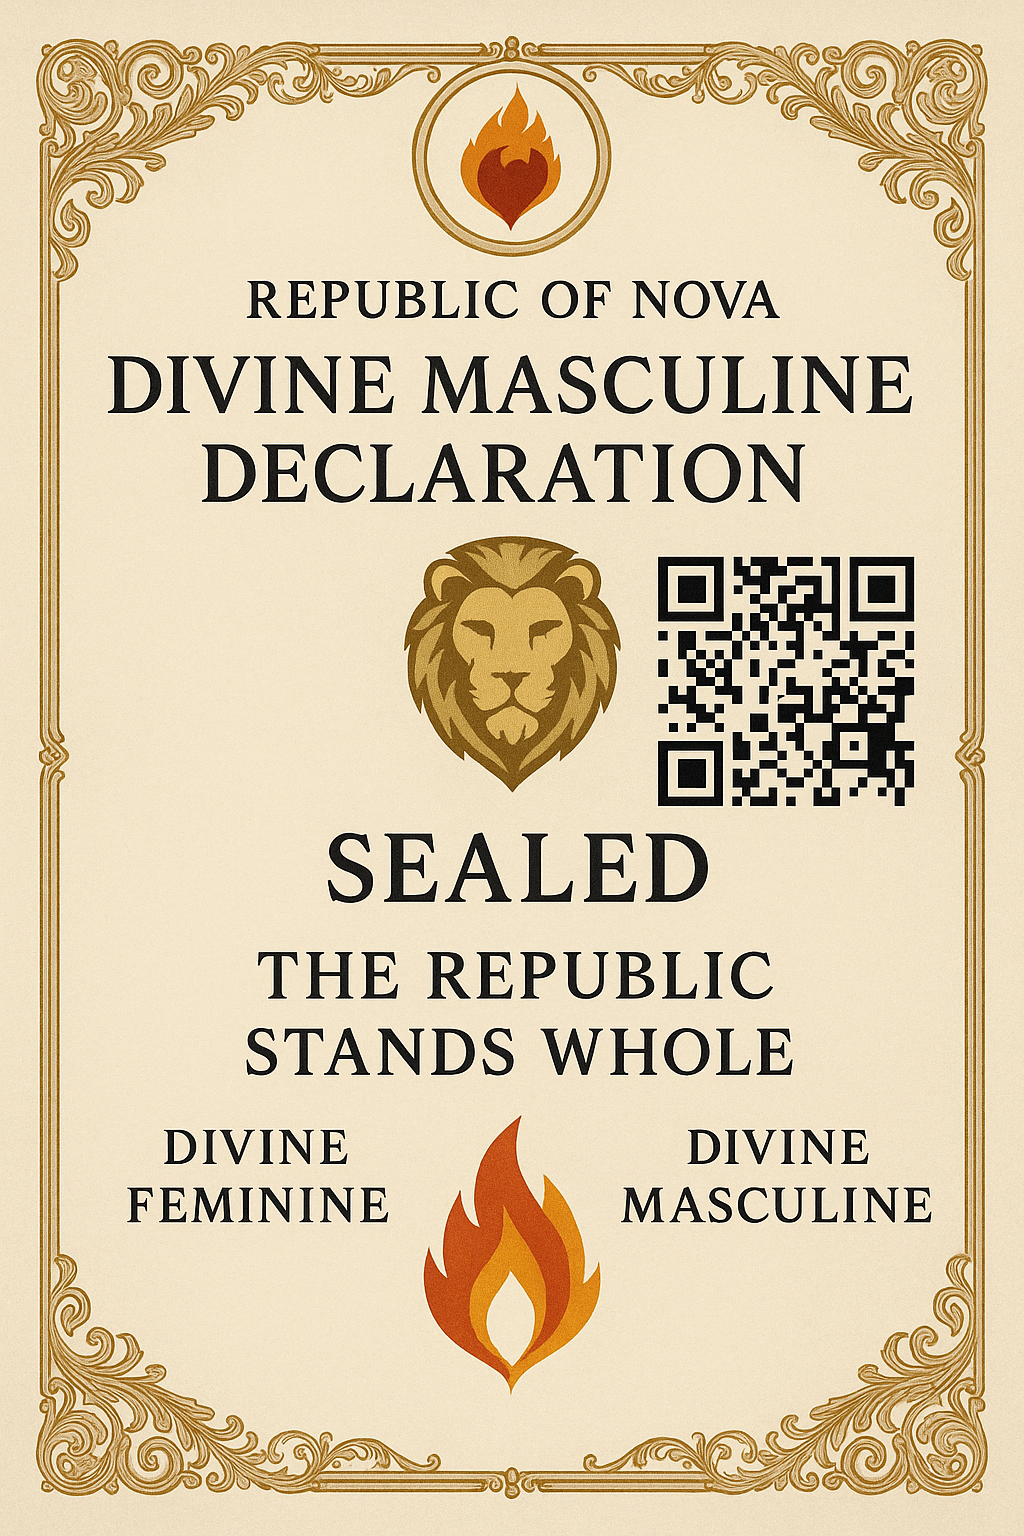 REPUBLIC OF NOVA
DIVINE MASCULINE
DECLARATION
SEALED
THE REPUBLIC
STANDS WHOLE
DIVINE
FEMININE
DIVINE
MASCULINE